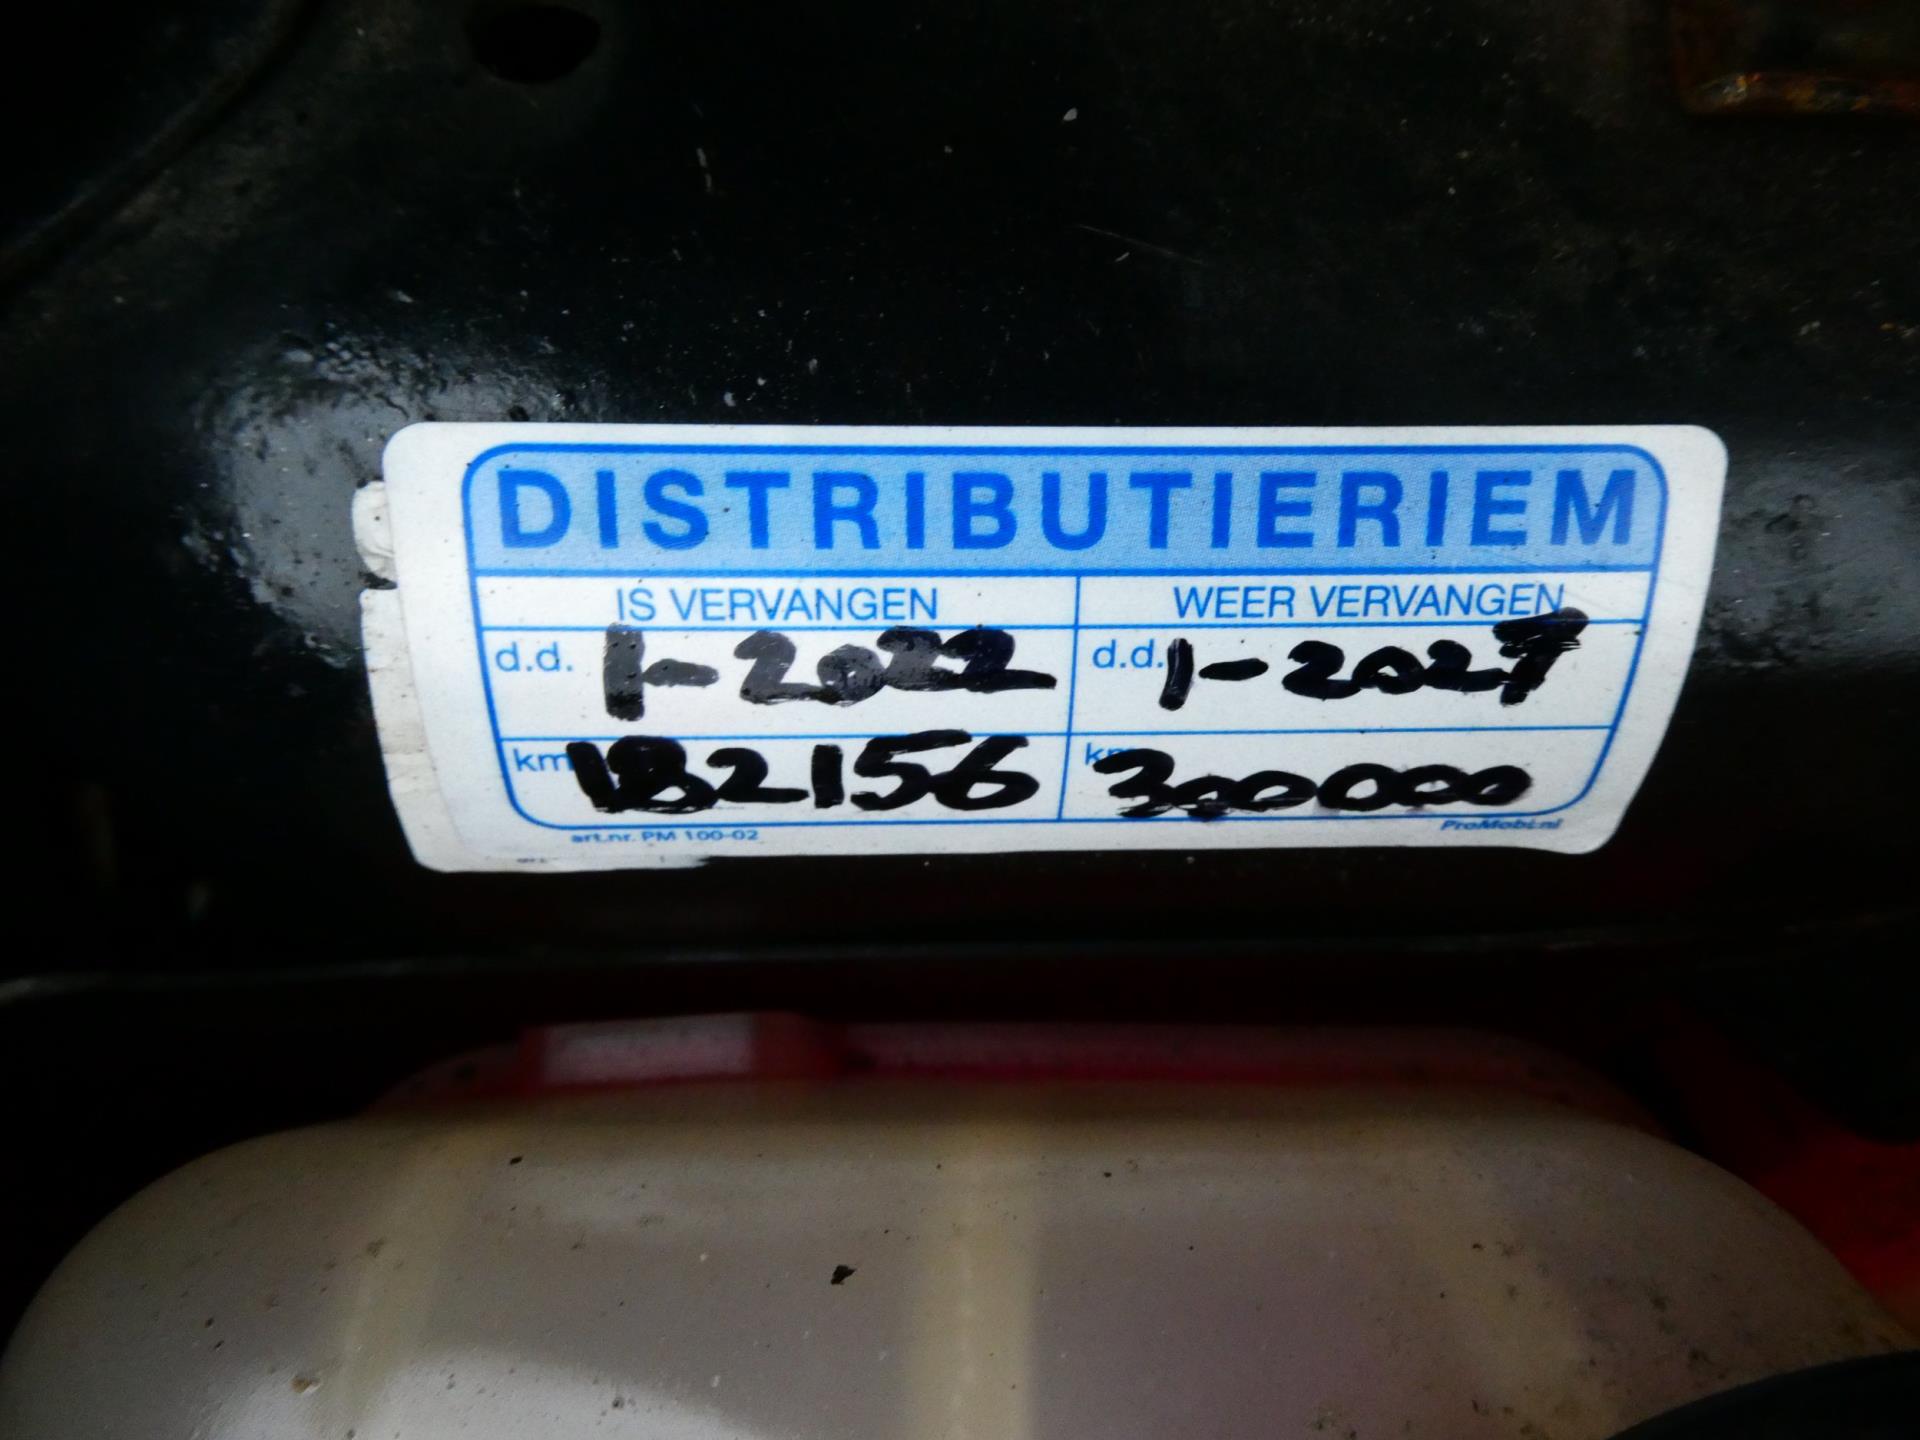 DISTRIBUTIERIEM
IS VERVANGEN WEER VERVANGEN
d.d. 1-2022 d.d. 1-2027
km 182156 km 300000
art.nr. PM 100-02 ProMobi.nl